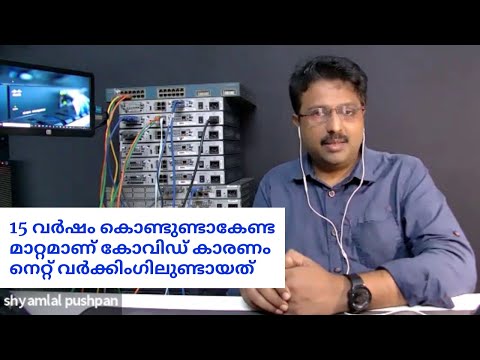 15 വർഷം കൊണ്ടുണ്ടാകേണ്ട
മാറ്റമാണ് കോവിഡ് കാരണം
നെറ്റ് വർക്കിംഗിലുണ്ടായത്
shyamlal pushpan